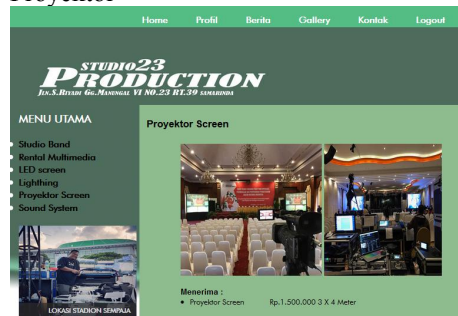 Proyektor
Home Profil Berita Gallery Kontak Logout
STUDIO23
PRODUCTION
JLN.S.RIYADI GG.MANUNGAL VI NO.23 RT.39 SAMARINDA
MENU UTAMA
Studio Band
Rental Multimedia
LED screen
Lighthing
Proyektor Screen
Sound System
LOKASI STADION SEMPAJA
Proyektor Screen
Menerima :
Proyektor Screen Rp.1.500.000 3 X 4 Meter